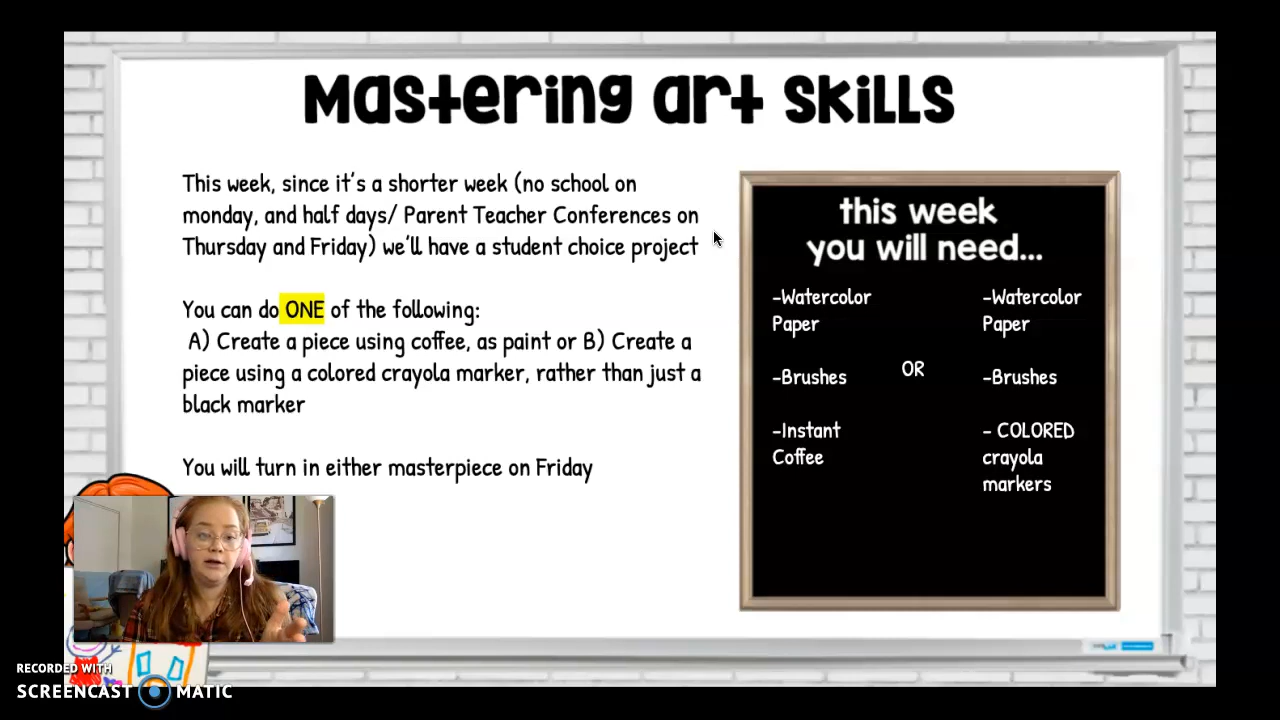 Mastering art skills
This week, since it's a shorter week (no school on
monday, and half days/ Parent Teacher Conferences on
Thursday and Friday) we'll have a student choice project
You can do ONE of the following:
A) Create a piece using coffee, as paint or B) Create a
piece using a colored crayola marker, rather than just a
black marker
You will turn in either masterpiece on Friday
this week
you will need...
-Watercolor
Paper
-Brushes
-Instant
Coffee
OR
-Watercolor
Paper
-Brushes
- COLORED
crayola
markers
RECORDED WITH
SCREENCAST MATIC